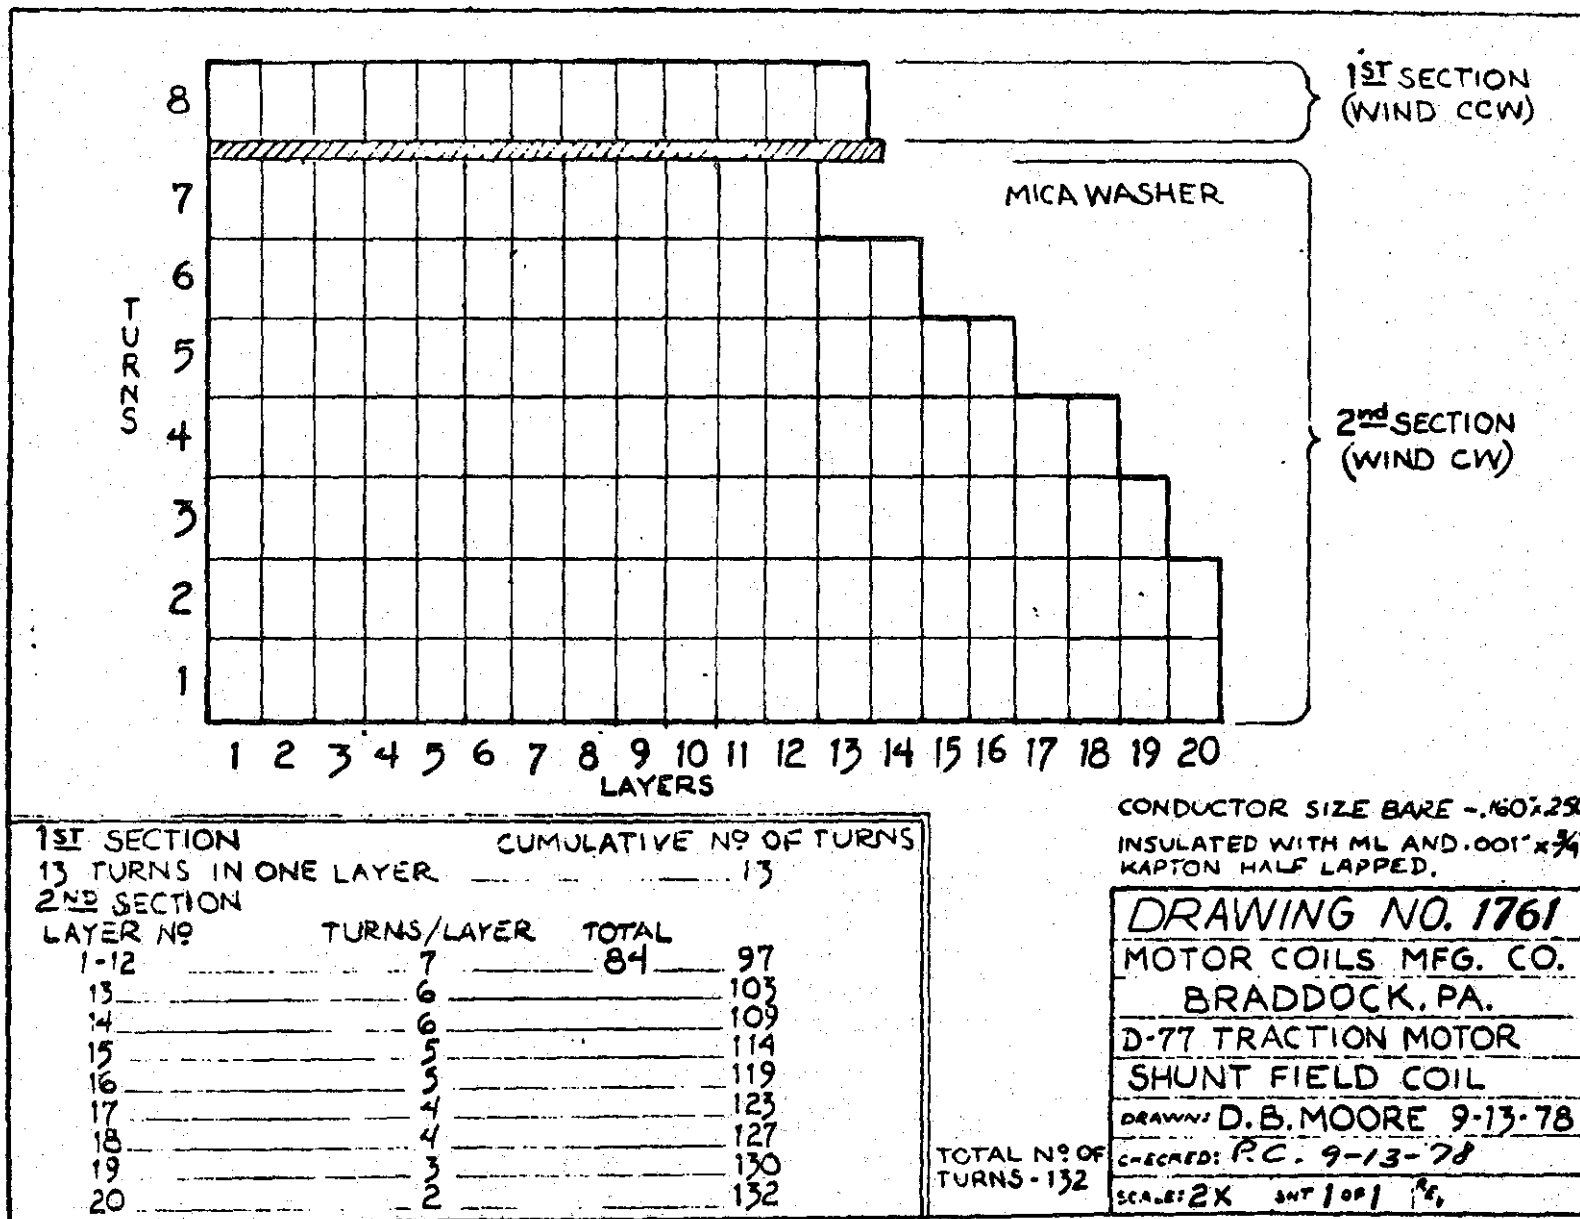 8
1ST SECTION
(WIND CCW)
7
MICA WASHER
6
TURNS
5
4
2nd SECTION
(WIND CW)
3
2
1
1 2 3 4 5 6 7 8 9 10 11 12 13 14 15 16 17 18 19 20
LAYERS
1ST SECTION CUMULATIVE Nº OF TURNS
13 TURNS IN ONE LAYER 13
2ND SECTION
LAYER Nº TURNS/LAYER TOTAL
1-12 7 84 97
13 6 103
14 6 109
15 5 114
16 5 119
17 4 123
18 4 127
19 3 130
20 2 132
TOTAL Nº OF
TURNS - 132
CONDUCTOR SIZE BARE - .160" x .250
INSULATED WITH ML AND .001" x 3/4
KAPTON HALF LAPPED.
DRAWING NO. 1761
MOTOR COILS MFG. CO.
BRADDOCK, PA.
D-77 TRACTION MOTOR
SHUNT FIELD COIL
DRAWN: D.B. MOORE 9-13-78
CHECKED: P.C. 9-13-78
SCALE: 2X SHT 1 OF 1